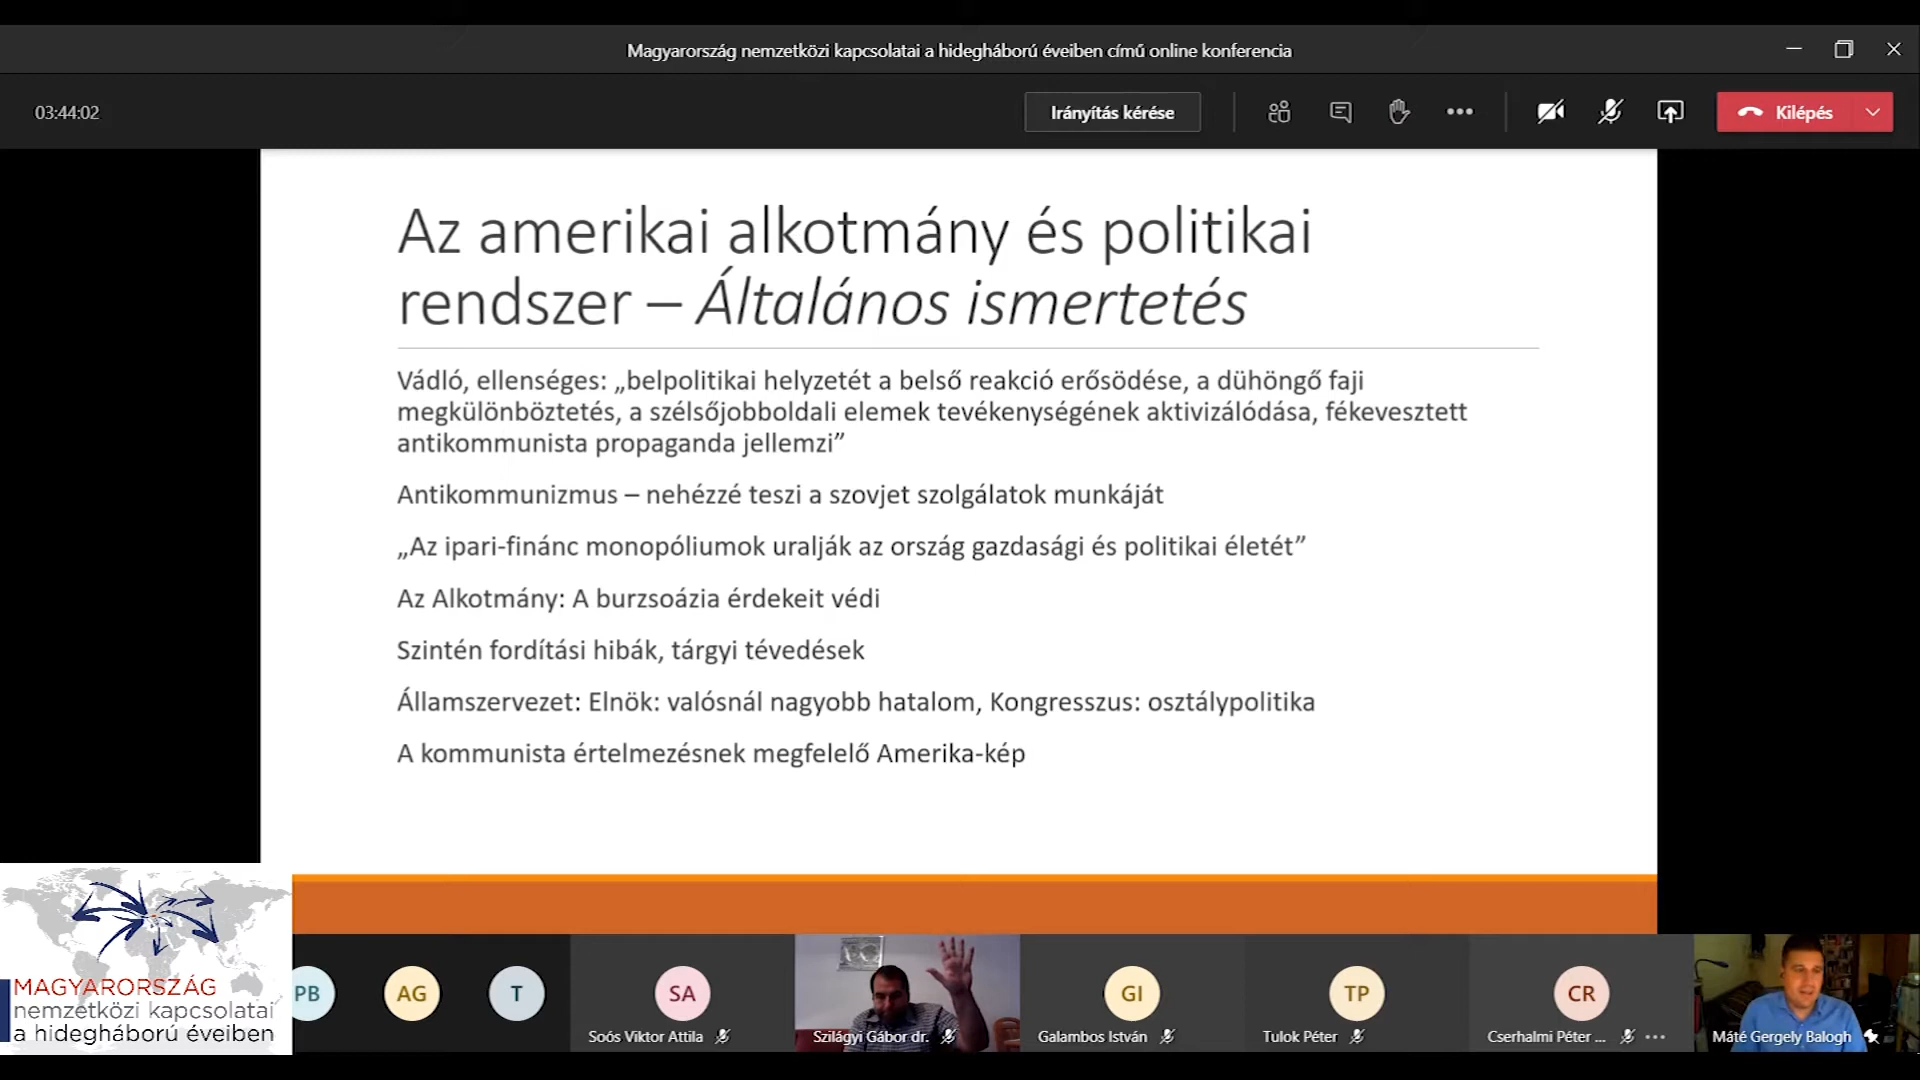 Magyarország nemzetközi kapcsolatai a hidegháború éveiben című online konferencia
03:44:02
Irányítás kérése
Kilépés
Az amerikai alkotmány és politikai
rendszer – Általános ismertetés
Vádló, ellenséges: „belpolitikai helyzetét a belső reakció erősödése, a dühöngő faji
megkülönböztetés, a szélsőjobboldali elemek tevékenységének aktivizálódása, fékevesztett
antikommunista propaganda jellemzi”
Antikommunizmus – nehézzé teszi a szovjet szolgálatok munkáját
„Az ipari-finánc monopóliumok uralják az ország gazdasági és politikai életét”
Az Alkotmány: A burzsoázia érdekeit védi
Szintén fordítási hibák, tárgyi tévedések
Államszervezet: Elnök: valósnál nagyobb hatalom, Kongresszus: osztálypolitika
A kommunista értelmezésnek megfelelő Amerika-kép
MAGYARORSZÁG
nemzetközi kapcsolatai
a hidegháború éveiben
PB
AG
T
SA
GI
TP
CR
Soós Viktor Attila
Szilágyi Gábor dr.
Galambos István
Tulok Péter
Cserhalmi Péter ...
Máté Gergely Balogh